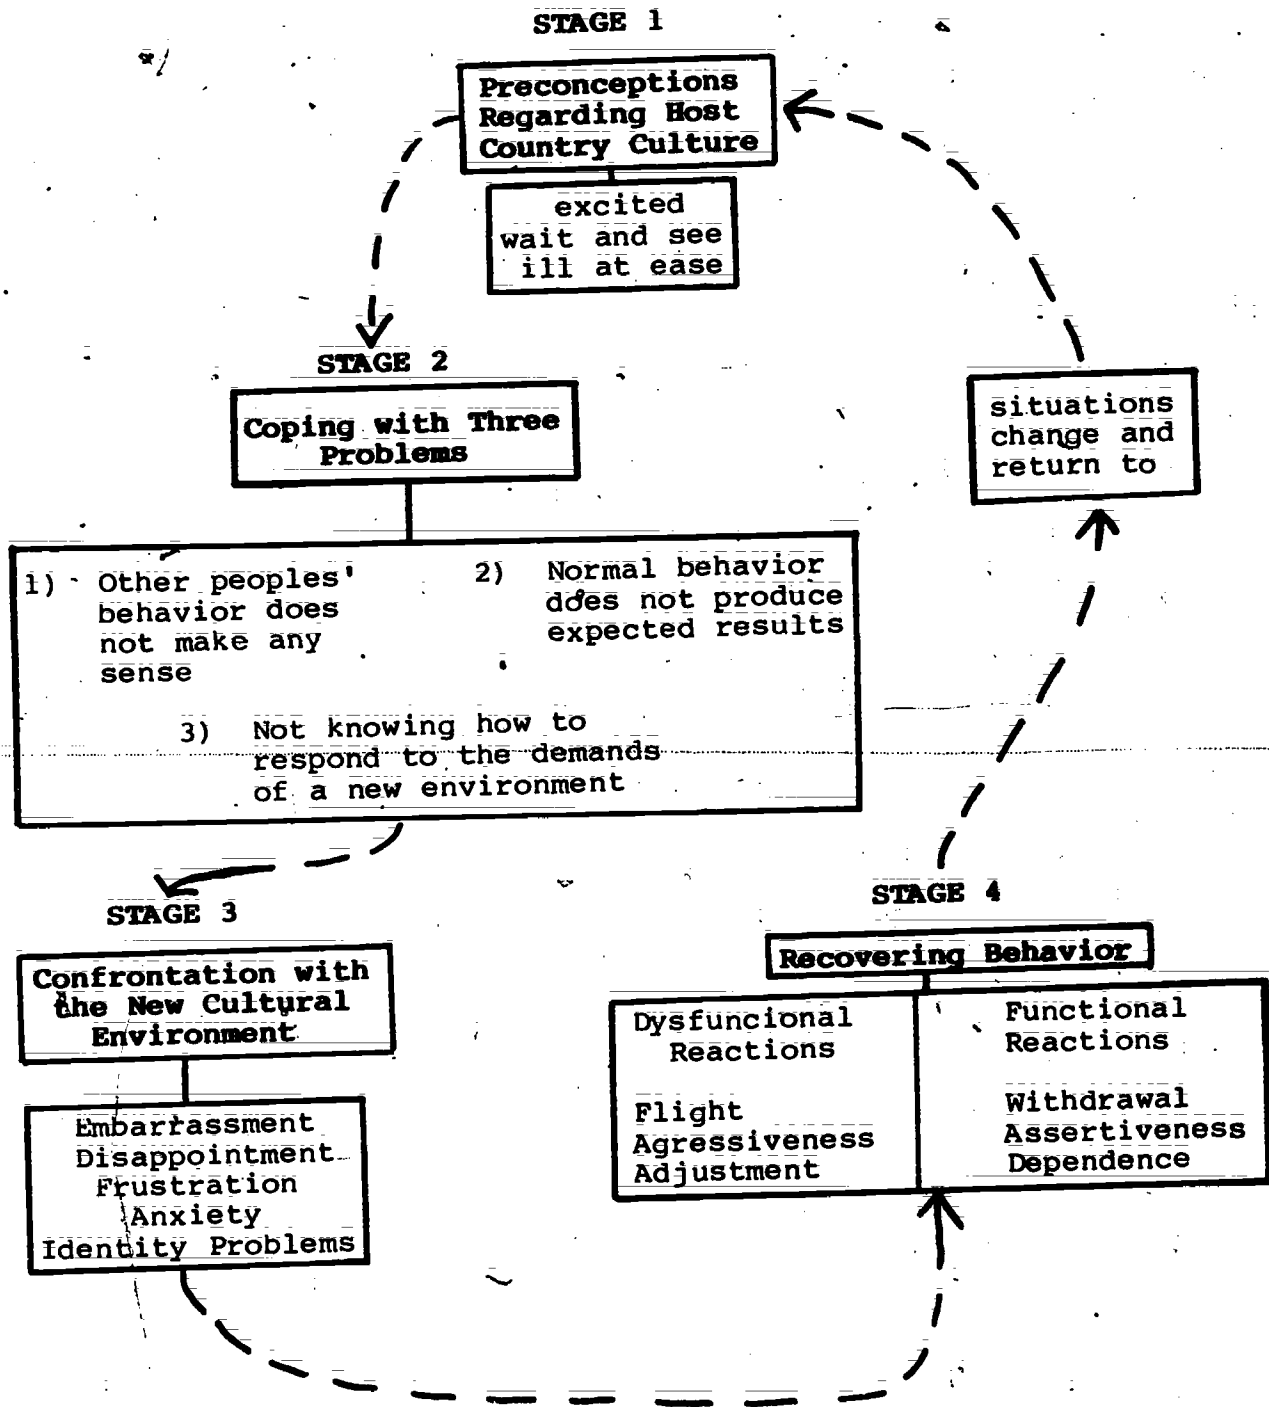 STAGE 1
Preconceptions
Regarding Host
Country Culture
excited
wait and see
ill at ease
STAGE 2
Coping with Three
Problems
1) Other peoples'
behavior does
not make any
sense
2) Normal behavior
does not produce
expected results
3) Not knowing how to
respond to the demands
of a new environment
STAGE 3
Confrontation with
the New Cultural
Environment
Embarrassment
Disappointment
Frustration
Anxiety
Identity Problems
STAGE 4
Recovering Behavior
Dysfuncional
Reactions
Flight
Agressiveness
Adjustment
Functional
Reactions
Withdrawal
Assertiveness
Dependence
situations
change and
return to